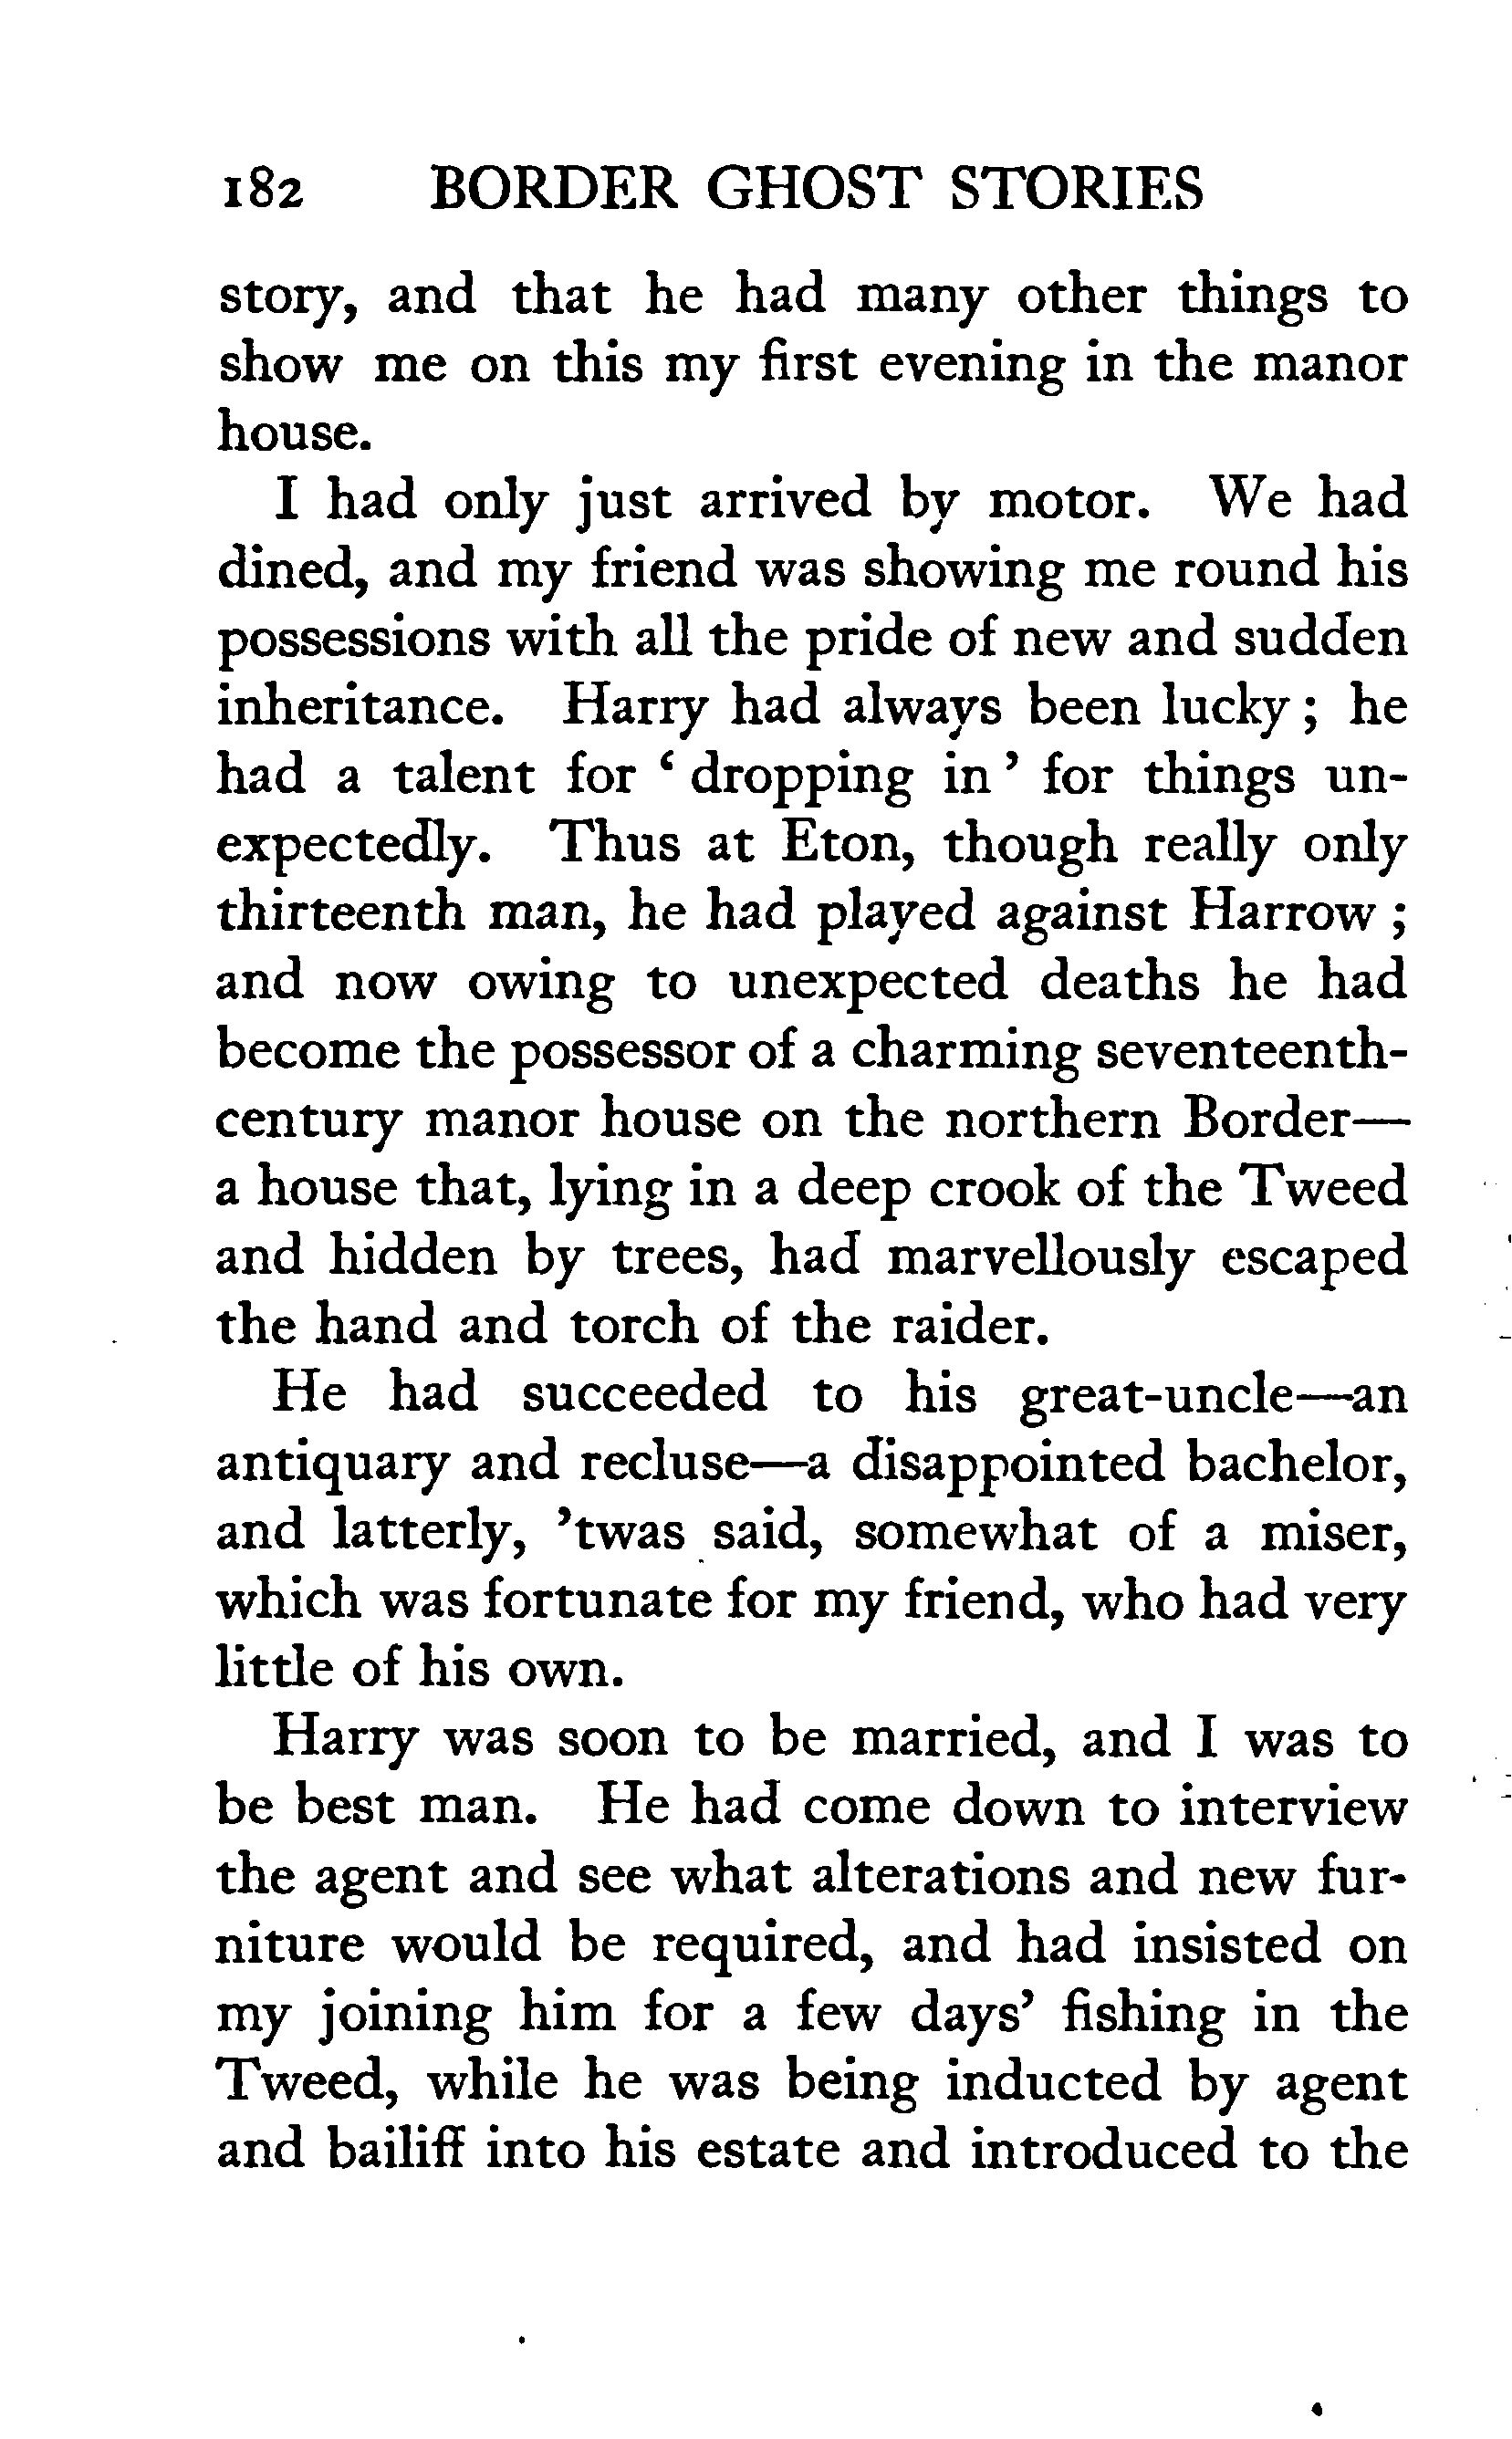 182 BORDER GHOST STORIES
story, and that he had many other things to
show me on this my first evening in the manor
house.
I had only just arrived by motor. We had
dined, and my friend was showing me round his
possessions with all the pride of new and sudden
inheritance. Harry had always been lucky ; he
had a talent for ‘ dropping in ’ for things un-
expectedly. Thus at Eton, though really only
thirteenth man, he had played against Harrow ;
and now owing to unexpected deaths he had
become the possessor of a charming seventeenth-
century manor house on the northern Border—
a house that, lying in a deep crook of the Tweed
and hidden by trees, had marvellously escaped
the hand and torch of the raider.
He had succeeded to his great-uncle—an
antiquary and recluse—a disappointed bachelor,
and latterly, ’twas said, somewhat of a miser,
which was fortunate for my friend, who had very
little of his own.
Harry was soon to be married, and I was to
be best man. He had come down to interview
the agent and see what alterations and new fur-
niture would be required, and had insisted on
my joining him for a few days’ fishing in the
Tweed, while he was being inducted by agent
and bailiff into his estate and introduced to the